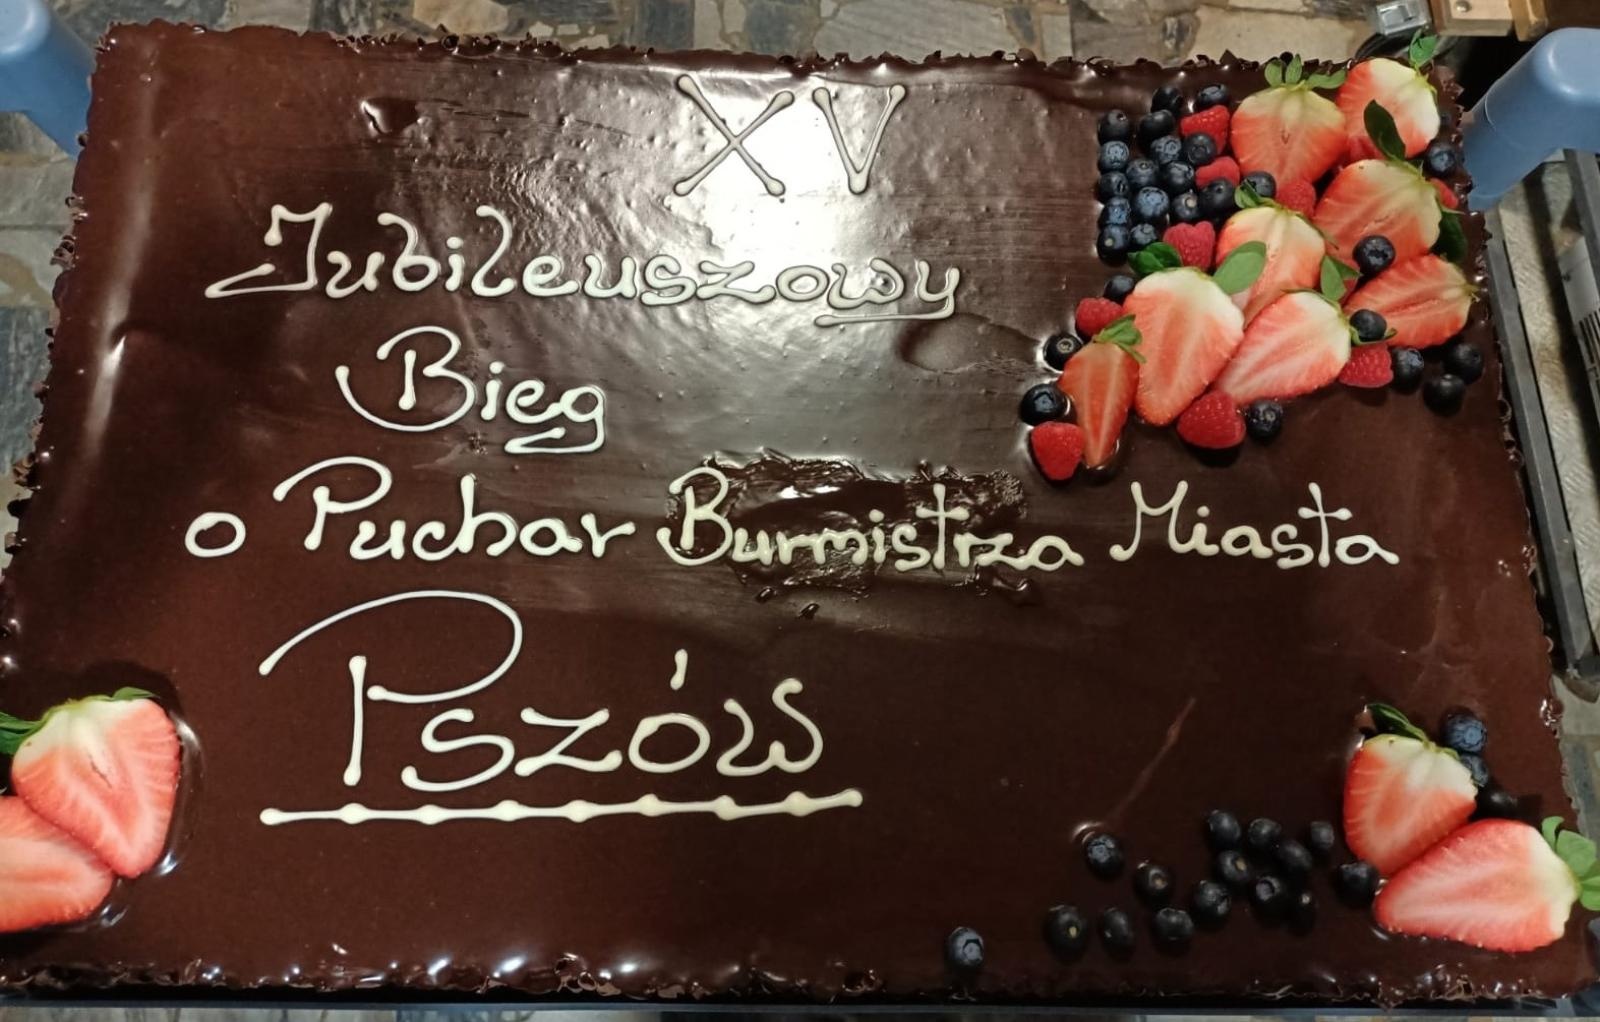 XV
Jubileuszowy
Bieg
o Puchar Burmistrza Miasta
Pszów